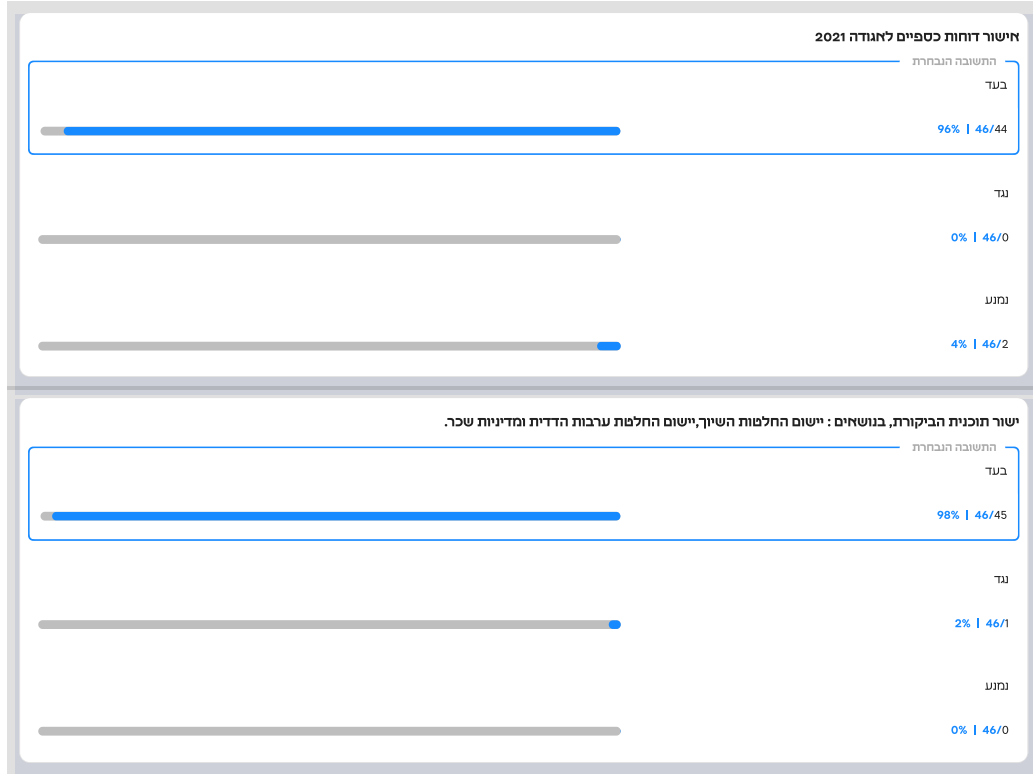 אישור דוחות כספיים לאגודה 2021
התשובה הנבחרת
בעד
46/44 | 96%
נגד
46/0 | 0%
נמנע
46/2 | 4%
ישור תוכנית הביקורת, בנושאים : יישום החלטות השיוך,יישום החלטת ערבות הדדית ומדיניות שכר.
התשובה הנבחרת
בעד
46/45 | 98%
נגד
46/1 | 2%
נמנע
46/0 | 0%